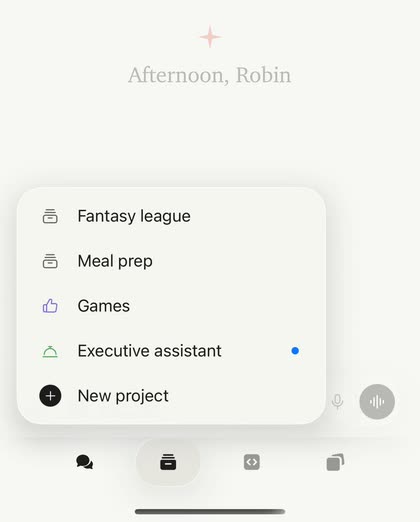 Afternoon, Robin
Fantasy league
Meal prep
Games
Executive assistant
New project